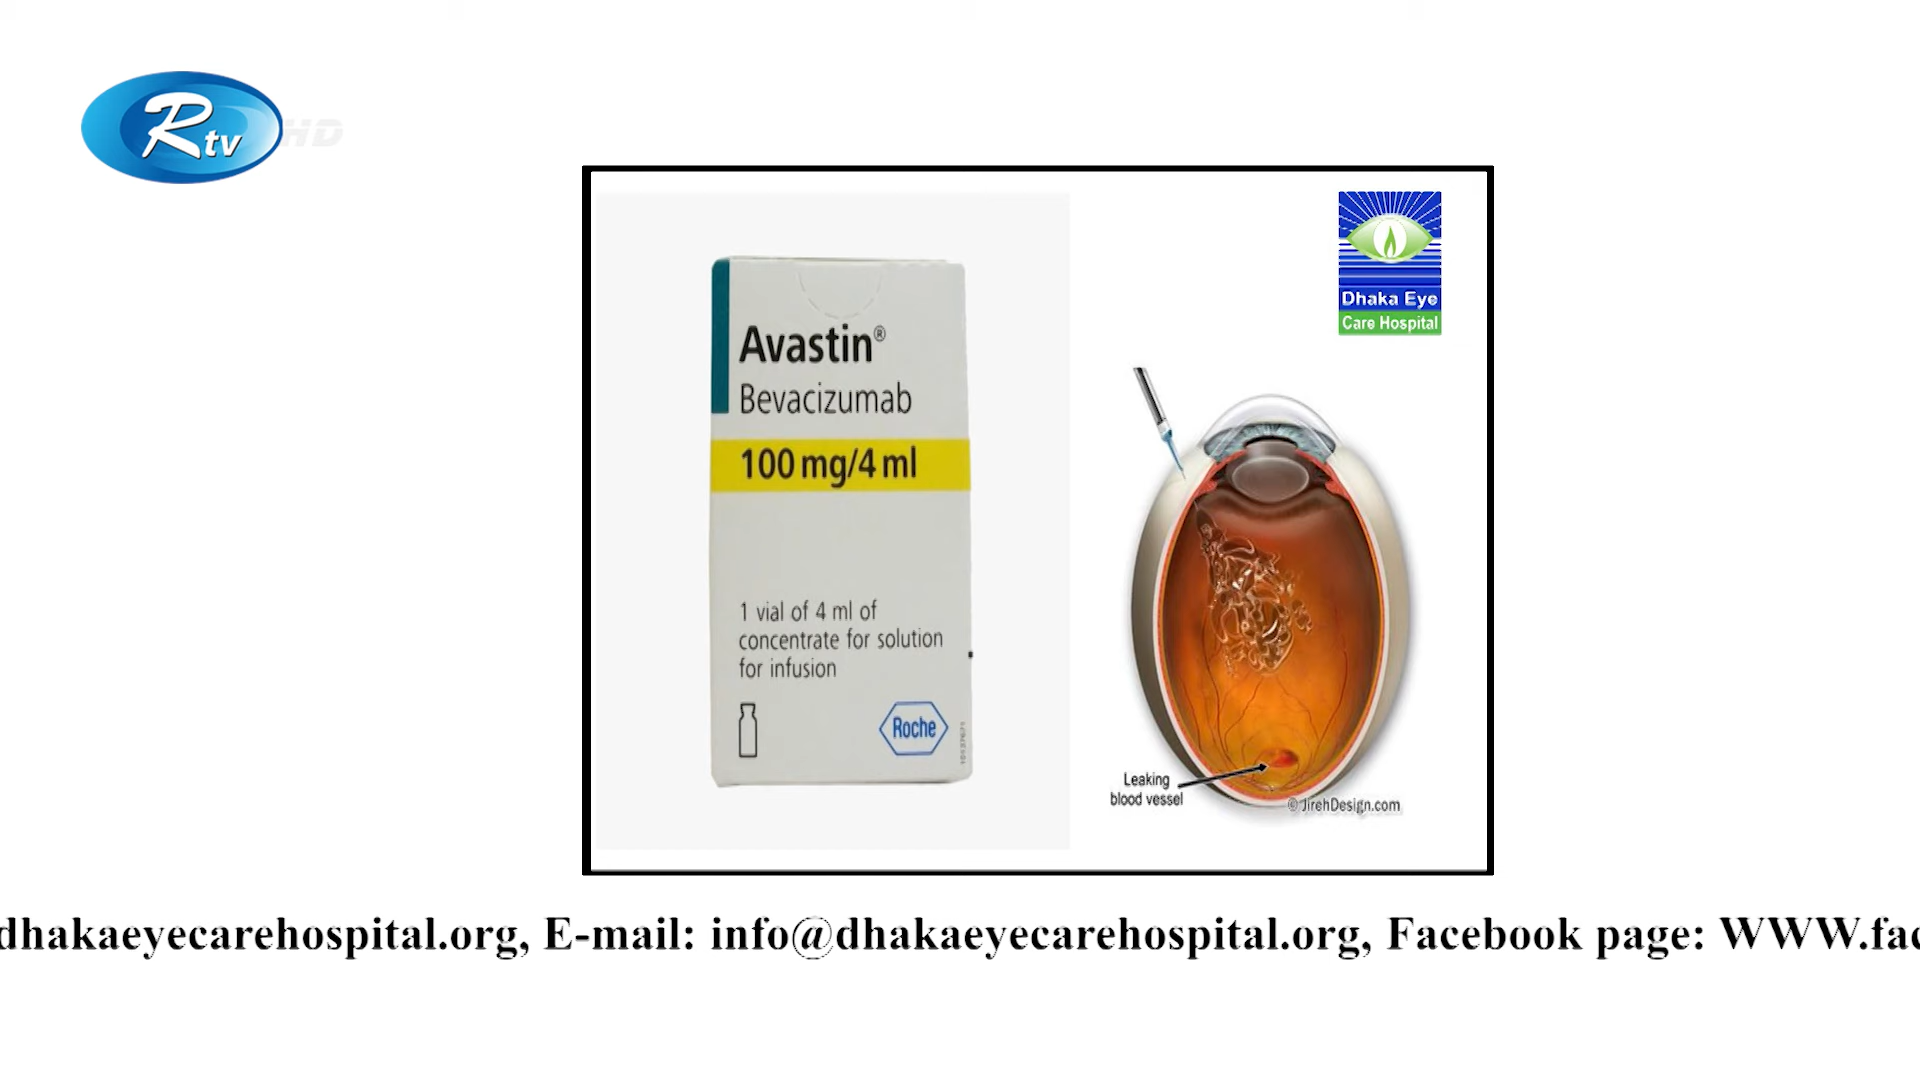 Rtv HD
Dhaka Eye
Care Hospital
Avastin®
Bevacizumab
100 mg/4 ml
1 vial of 4 ml of
concentrate for solution
for infusion
Roche
Leaking
blood vessel
© JirehDesign.com
dhakaeyecarehospital.org, E-mail: info@dhakaeyecarehospital.org, Facebook page: WWW.fac